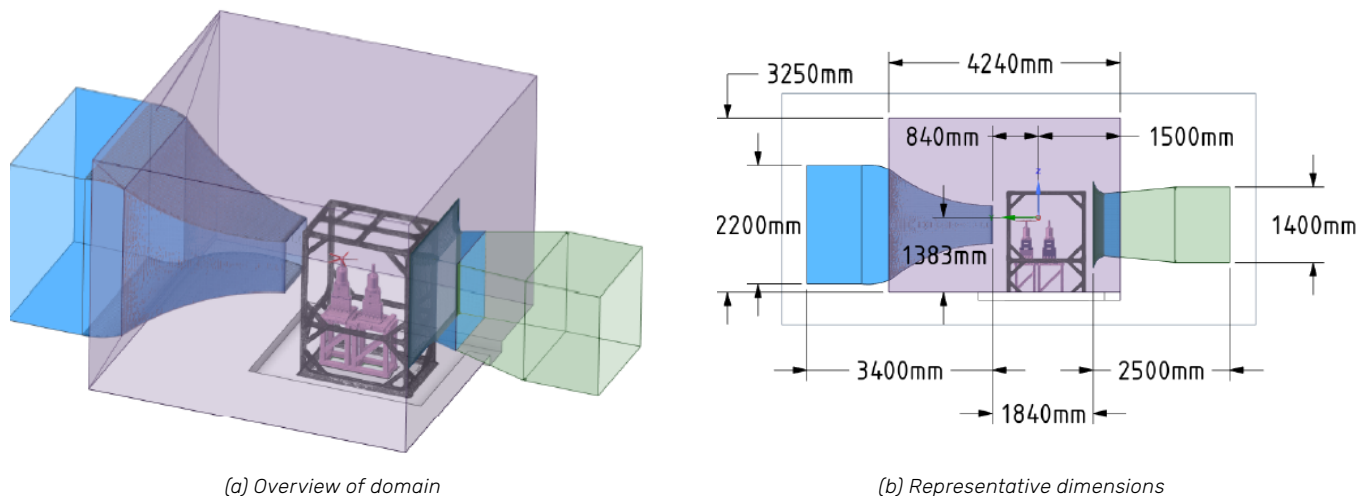 3250mm
4240mm
840mm
1500mm
z
2200mm
1383mm
1400mm
3400mm
2500mm
1840mm
(a) Overview of domain
(b) Representative dimensions